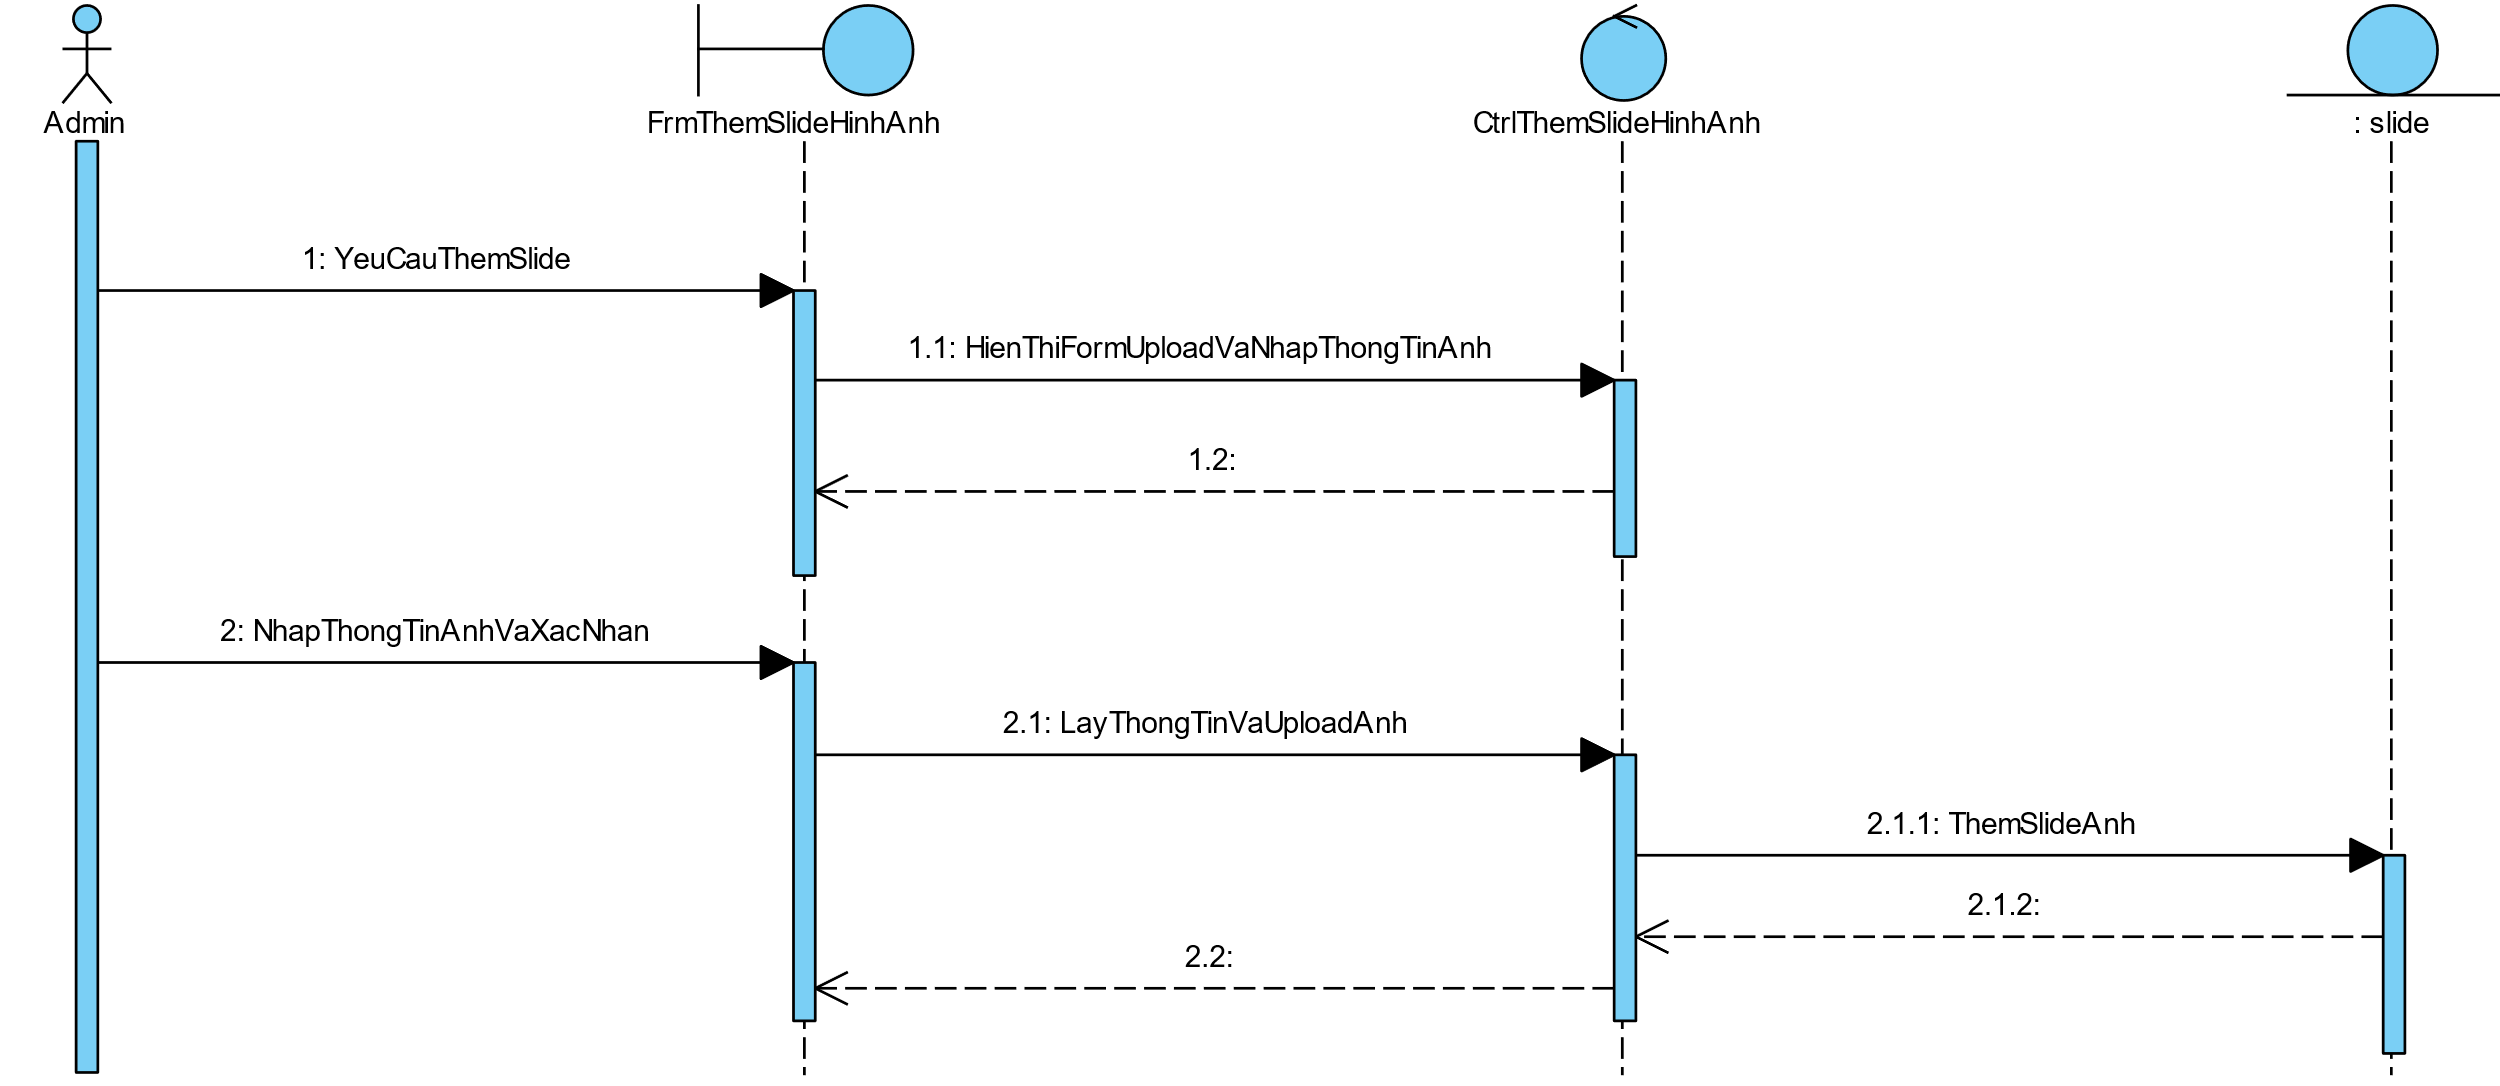 Admin
FrmThemSlideHinhAnh
CtrlThemSlideHinhAnh
: slide
1: YeuCauThemSlide
1.1: HienThiFormUploadVaNhapThongTinAnh
1.2:
2: NhapThongTinAnhVaXacNhan
2.1: LayThongTinVaUploadAnh
2.1.1: ThemSlideAnh
2.1.2:
2.2: